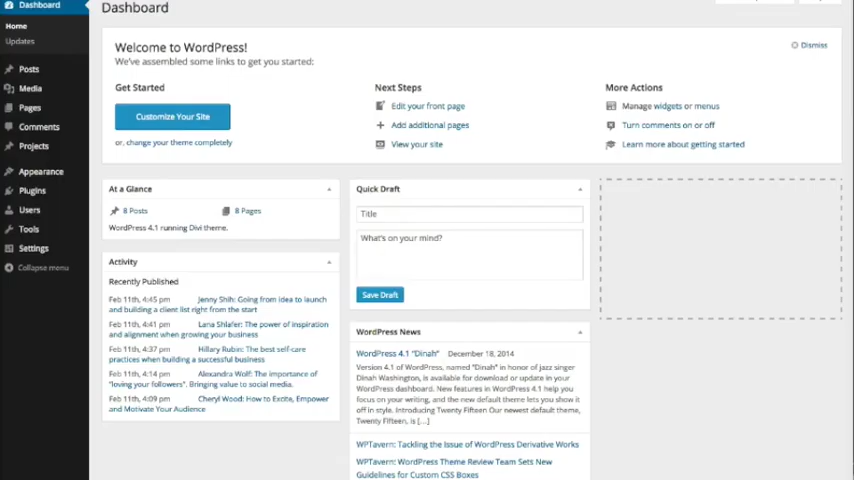 Dashboard
Home
Updates
Posts
Media
Pages
Comments
Projects
Appearance
Plugins
Users
Tools
Settings
Collapse menu
Dashboard
Welcome to WordPress!
We've assembled some links to get you started:
Dismiss
Get Started
Customize Your Site
or, change your theme completely
Next Steps
Edit your front page
Add additional pages
View your site
More Actions
Manage widgets or menus
Turn comments on or off
Learn more about getting started
At a Glance
8 Posts
8 Pages
WordPress 4.1 running Divi theme.
Activity
Recently Published
Feb 11th, 4:45 pm Jenny Shih: Going from idea to launch
and building a client list right from the start
Feb 11th, 4:41 pm Lana Shlafer: The power of inspiration
and alignment when growing your business
Feb 11th, 4:37 pm Hillary Rubin: The best self-care
practices when building a successful business
Feb 11th, 4:14 pm Alexandra Wolf: The importance of
"loving your followers". Bringing value to social media.
Feb 11th, 4:09 pm Cheryl Wood: How to Excite, Empower
and Motivate Your Audience
Quick Draft
Title
What's on your mind?
Save Draft
WordPress News
WordPress 4.1 "Dinah" December 18, 2014
Version 4.1 of WordPress, named "Dinah" in honor of jazz singer
Dinah Washington, is available for download or update in your
WordPress dashboard. New features in WordPress 4.1 help you
focus on your writing, and the new default theme lets you show it
off in style. Introducing Twenty Fifteen Our newest default theme,
Twenty Fifteen, is [...]
WPTavern: Tackling the Issue of WordPress Derivative Works
WPTavern: WordPress Theme Review Team Sets New
Guidelines for Custom CSS Boxes